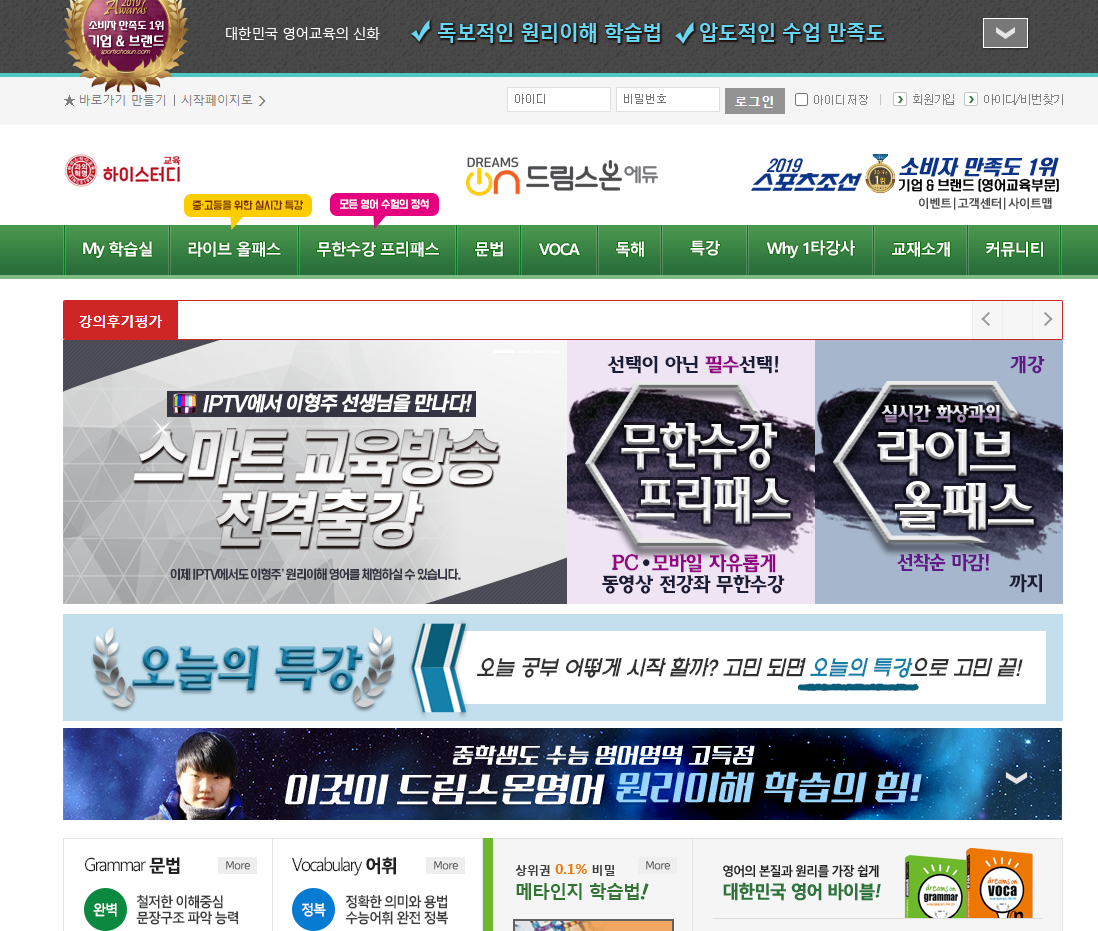 Awards
소비자 만족도 1위
기업 & 브랜드
sportschosun.com
대한민국 영어교육의 신화
독보적인 원리이해 학습법
압도적인 수업 만족도
바로가기 만들기 | 시작페이지로
아이디
비밀번호
로그인
아이디저장
회원가입
아이디/비번찾기
교육
하이스터디
DREAMS
on 드림스온에듀
2019
스포츠조선
소비자 만족도 1위
기업 & 브랜드 [영어교육부문]
이벤트|고객센터|사이트맵
중·고등을 위한 실시간 특강
모든 영어 수험의 정석
My 학습실
라이브 올패스
무한수강 프리패스
문법
VOCA
독해
특강
Why 1타강사
교재소개
커뮤니티
강의후기평가
IPTV에서 이형주 선생님을 만나다!
스마트 교육방송
전격출강
이제 IPTV에서도 이형주' 원리이해 영어를 체험하실 수 있습니다.
선택이 아닌 필수선택!
무한수강
프리패스
PC•모바일 자유롭게
동영상 전강좌 무한수강
개강
실시간 화상과외
라이브
올패스
선착순 마감!
까지
오늘의 특강
오늘 공부 어떻게 시작 활까? 고민 되면 오늘의 특강으로 고민 끝!
중학생도 수능 영어영역 고득점
이것이 드림스온영어 원리이해 학습의 힘!
Grammar 문법
More
완벽
철저한 이해중심
문장구조 파악 능력
Vocabulary 어휘
More
정복
정확한 의미와 용법
수능어휘 완전 정복
상위권 0.1% 비밀
More
메타인지 학습법!
영어의 본질과 원리를 가장 쉽게
대한민국 영어 바이블!
dreams on
grammar
dreams on
voca